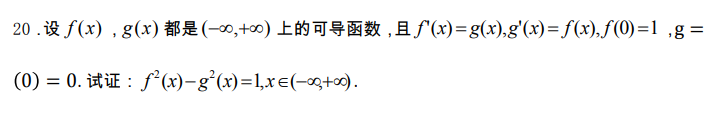 20 .设 f(x) , g(x) 都是 (−∞,+∞) 上的可导函数 ,且 f'(x)=g(x),g'(x)=f(x),f(0)=1 ,g =
(0) = 0. 试证： f²(x)−g²(x)=1,x∈(−∞,+∞).